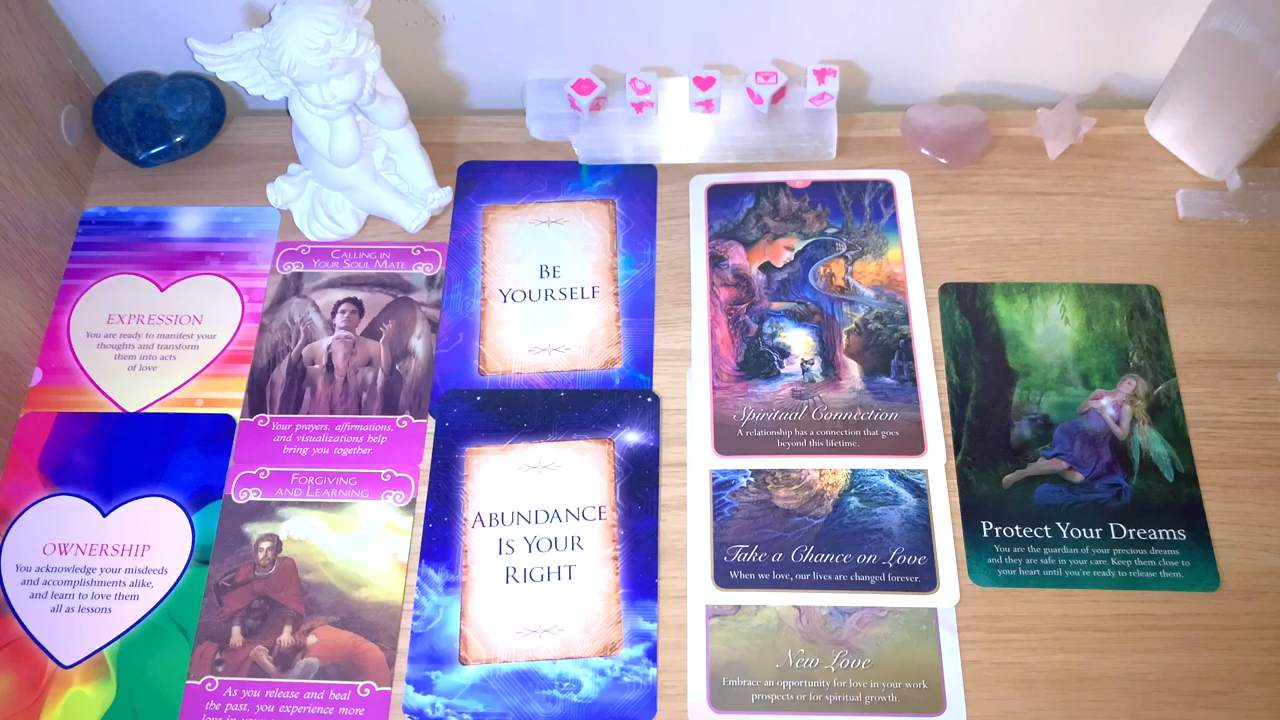 EXPRESSION
You are ready to manifest your
thoughts and transform
them into acts
of love
OWNERSHIP
You acknowledge your misdeeds
and accomplishments alike,
and learn to love them
all as lessons
CALLING IN
YOUR SOUL MATE
Your prayers, affirmations,
and visualizations help
bring you together.
FORGIVING
AND LEARNING
As you release and heal
the past, you experience more
love in
BE
YOURSELF
ABUNDANCE
IS YOUR
RIGHT
Spiritual Connection
A relationship has a connection that goes
beyond this lifetime.
Take a Chance on Love
When we love, our lives are changed forever.
New Love
Embrace an opportunity for love in your work
prospects or for spiritual growth.
PROTECT YOUR DREAMS
You are the guardian of your precious dreams
and they are safe in your care. Keep them close to
your heart until you're ready to release them.